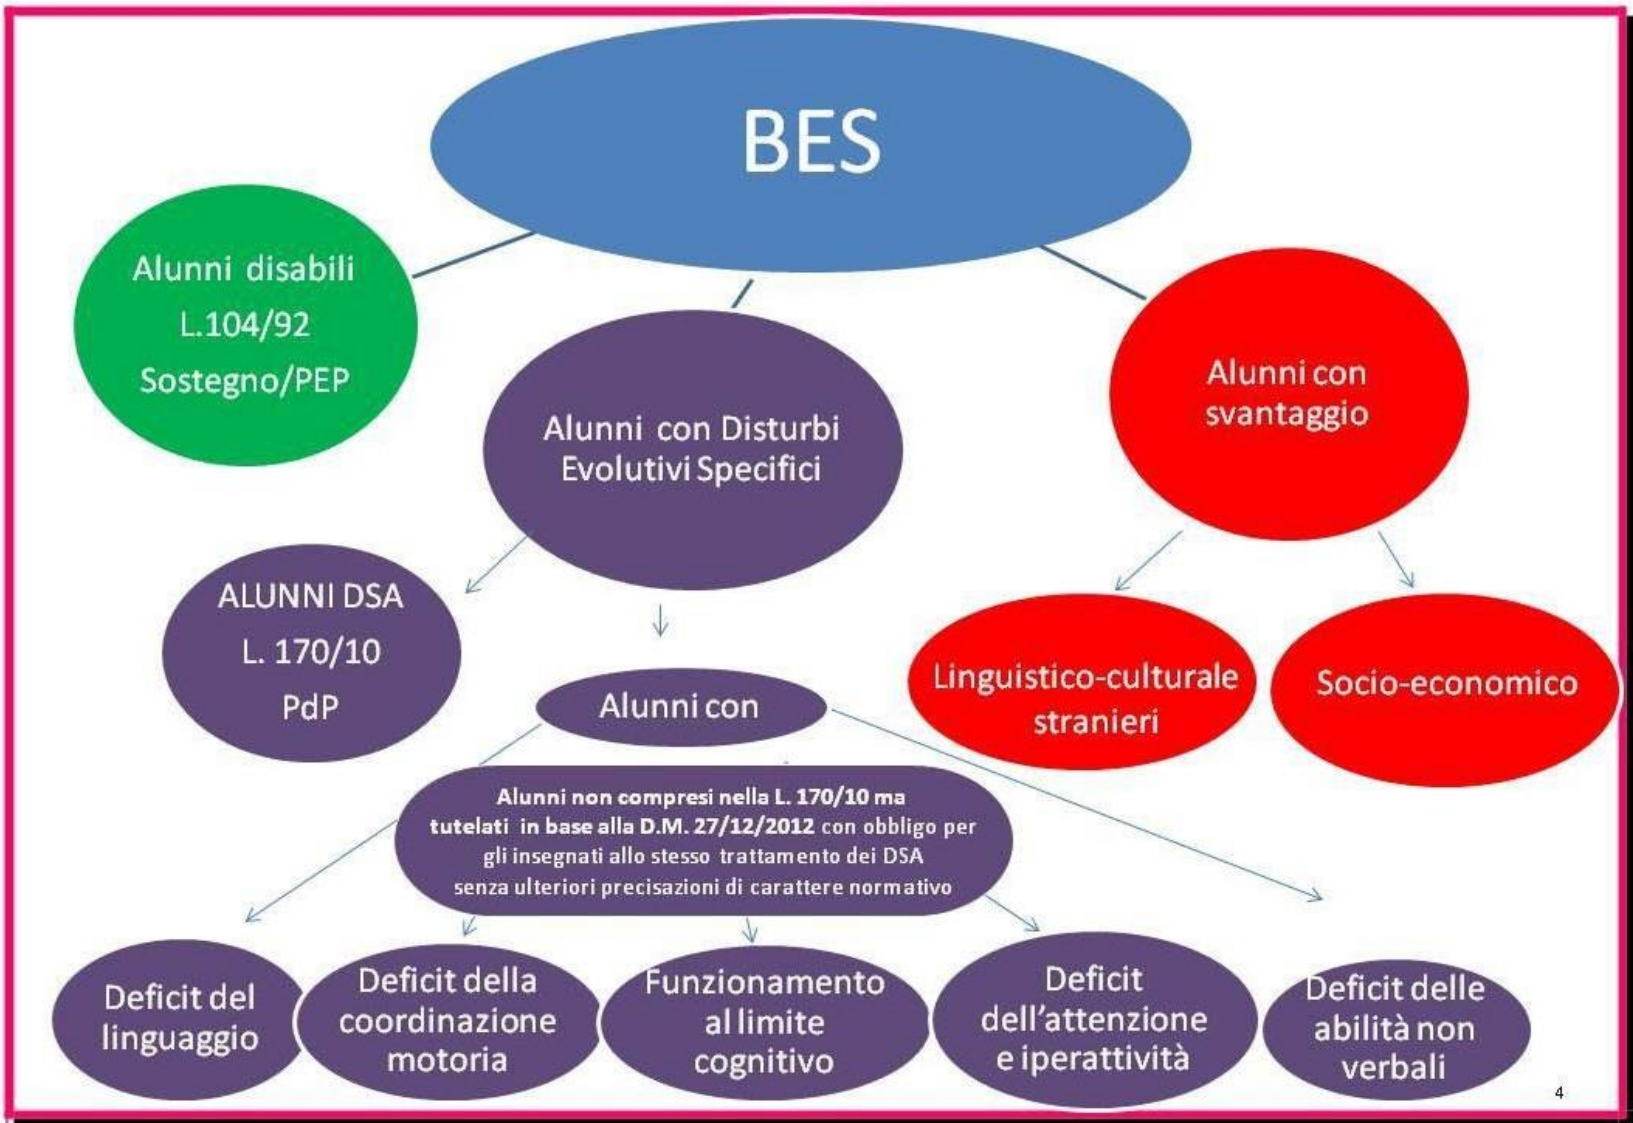 BES
Alunni disabili
L.104/92
Sostegno/PEP
Alunni con Disturbi
Evolutivi Specifici
Alunni con
svantaggio
ALUNNI DSA
L. 170/10
PdP
Alunni con
Linguistico-culturale
stranieri
Socio-economico
Alunni non compresi nella L. 170/10 ma
tutelati in base alla D.M. 27/12/2012 con obbligo per
gli insegnati allo stesso trattamento dei DSA
senza ulteriori precisazioni di carattere normativo
Deficit del
linguaggio
Deficit della
coordinazione
motoria
Funzionamento
al limite
cognitivo
Deficit
dell'attenzione
e iperattività
Deficit delle
abilità non
verbali
4